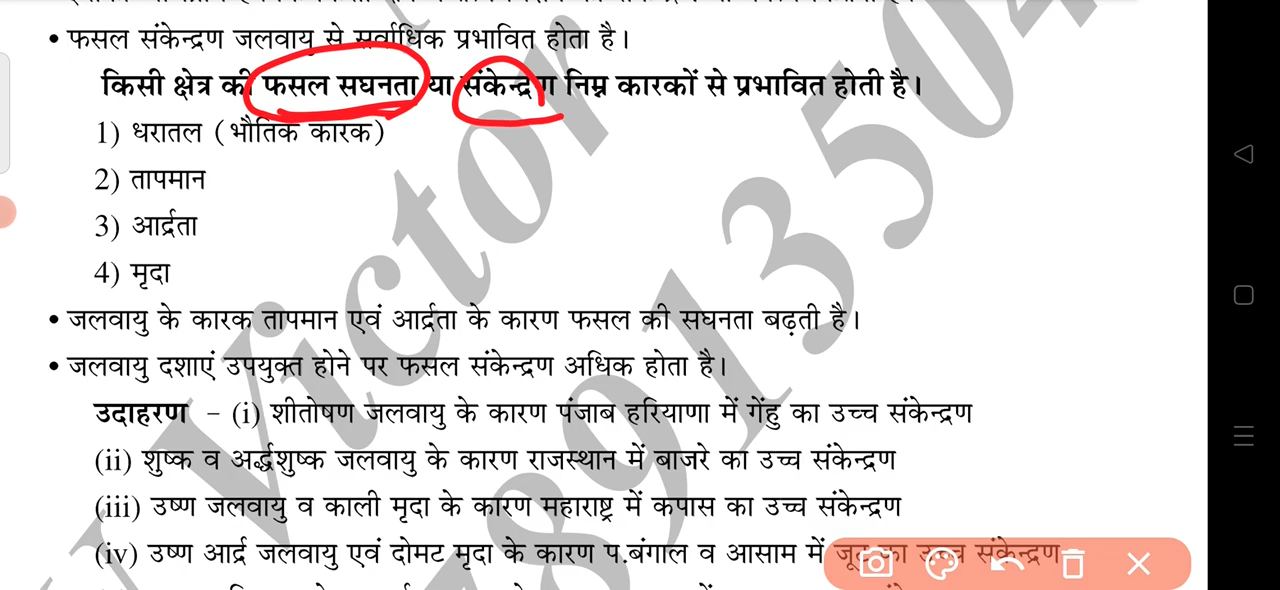 • फसल संकेन्द्रण जलवायु से सर्वाधिक प्रभावित होता है।
किसी क्षेत्र की फसल सघनता या संकेन्द्रण निम्न कारकों से प्रभावित होती है।
1) धरातल (भौतिक कारक)
2) तापमान
3) आर्द्रता
4) मृदा
• जलवायु के कारक तापमान एवं आर्द्रता के कारण फसल की सघनता बढ़ती है।
• जलवायु दशाएं उपयुक्त होने पर फसल संकेन्द्रण अधिक होता है।
उदाहरण – (i) शीतोषण जलवायु के कारण पंजाब हरियाणा में गेंहु का उच्च संकेन्द्रण
(ii) शुष्क व अर्द्धशुष्क जलवायु के कारण राजस्थान में बाजरे का उच्च संकेन्द्रण
(iii) उष्ण जलवायु व काली मृदा के कारण महाराष्ट्र में कपास का उच्च संकेन्द्रण
(iv) उष्ण आर्द्र जलवायु एवं दोमट मृदा के कारण प.बंगाल व आसाम में जूट का उच्च संकेन्द्रण
Victor